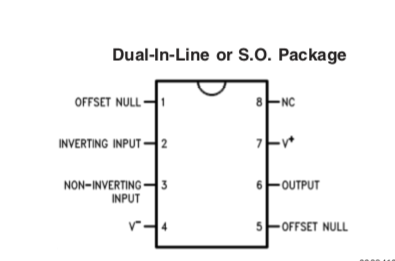 Dual-In-Line or S.O. Package
OFFSET NULL 1 8 NC
INVERTING INPUT 2 7 V+
NON-INVERTING 3 6 OUTPUT
INPUT
V- 4 5 OFFSET NULL